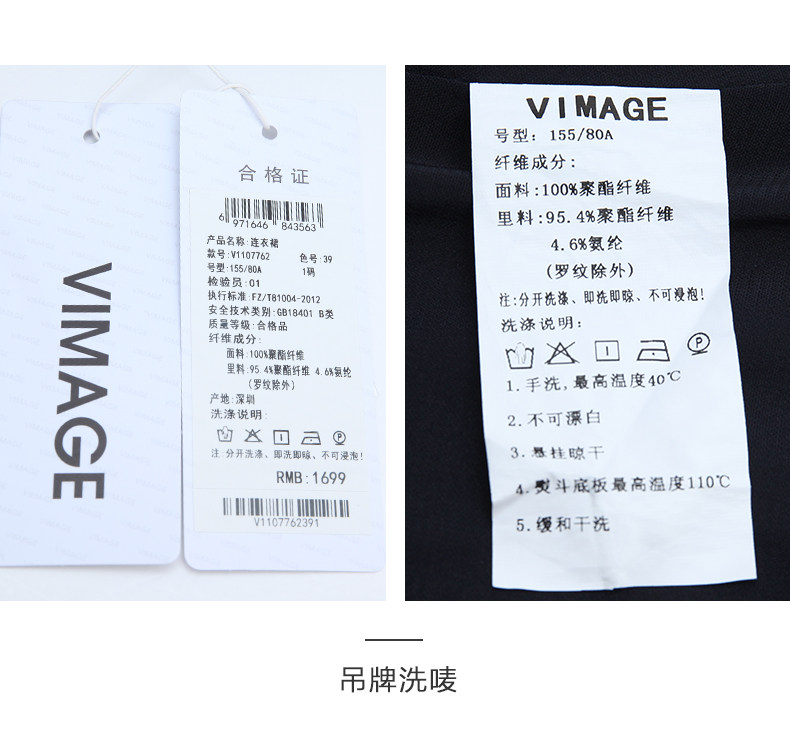 VIMAGE
合格证
6 971646 843563
产品名称:连衣裙
款号:V1107762 色号:39
号型:155/80A 1码
检验员:01
执行标准:FZ/T81004-2012
安全技术类别:GB18401 B类
质量等级:合格品
纤维成分:
面料:100%聚酯纤维
里料:95.4%聚酯纤维 4.6%氨纶
(罗纹除外)
产地:深圳
洗涤说明:
注:分开洗涤、即洗即晾、不可浸泡!
RMB:1699
V1107762391
VIMAGE
号型: 155/80A
纤维成分:
面料:100%聚酯纤维
里料:95.4%聚酯纤维
4.6%氨纶
(罗纹除外)
注:分开洗涤、即洗即晾、不可浸泡!
洗涤说明:
P
1.手洗,最高温度40℃
2.不可漂白
3.悬挂晾干
4.熨斗底板最高温度110℃
5.缓和干洗
吊牌洗唛